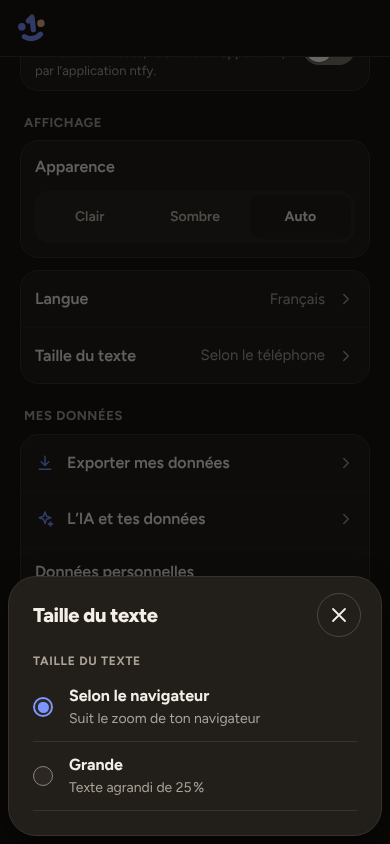 par l'application ntfy.
AFFICHAGE
Apparence
Clair Sombre Auto
Langue Français
Taille du texte Selon le téléphone
MES DONNÉES
Exporter mes données
L'IA et tes données
Données personnelles
Taille du texte
TAILLE DU TEXTE
Selon le navigateur
Suit le zoom de ton navigateur
Grande
Texte agrandi de 25 %